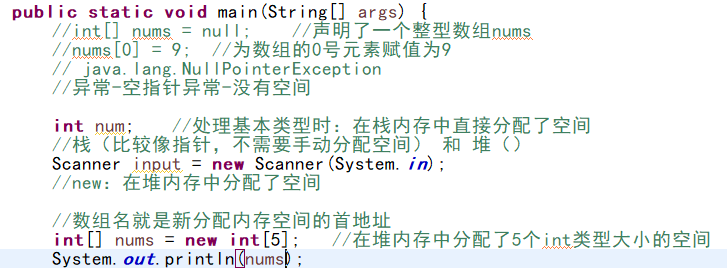 public static void main(String[] args) {
//int[] nums = null;    //声明了一个整型数组nums
//nums[0] = 9;  //为数组的0号元素赋值为9
// java.lang.NullPointerException
//异常-空指针异常-没有空间
int num;    //处理基本类型时: 在栈内存中直接分配了空间
//栈（比较像指针，不需要手动分配空间） 和 堆（）
Scanner input = new Scanner(System.in);
//new: 在堆内存中分配了空间
//数组名就是新分配内存空间的首地址
int[] nums = new int[5];   //在堆内存中分配了5个int类型大小的空间
System.out.println(nums);